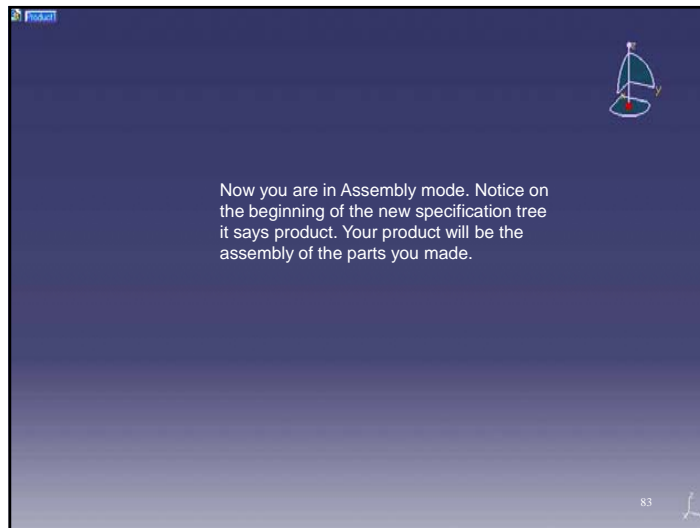 Product1
Now you are in Assembly mode. Notice on
the beginning of the new specification tree
it says product. Your product will be the
assembly of the parts you made.
y
83